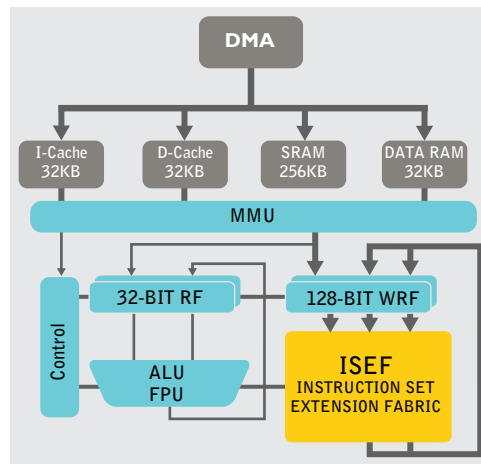 DMA
I-Cache
32KB
D-Cache
32KB
SRAM
256KB
DATA RAM
32KB
MMU
Control
32-BIT RF
128-BIT WRF
ALU
FPU
ISEF
INSTRUCTION SET
EXTENSION FABRIC